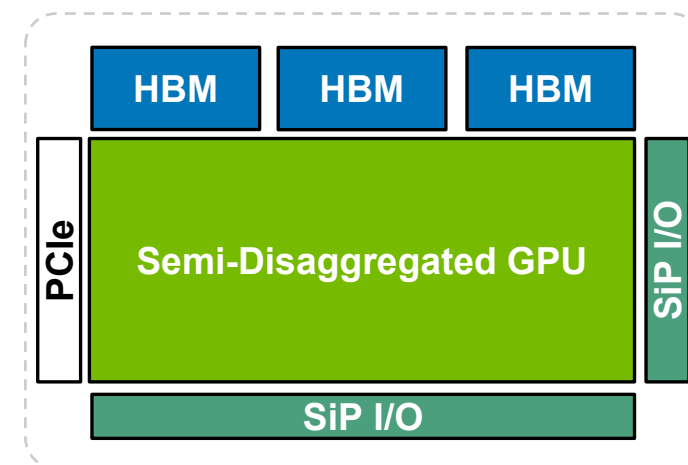 HBM
HBM
HBM
PCIe
Semi-Disaggregated GPU
SiP I/O
SiP I/O